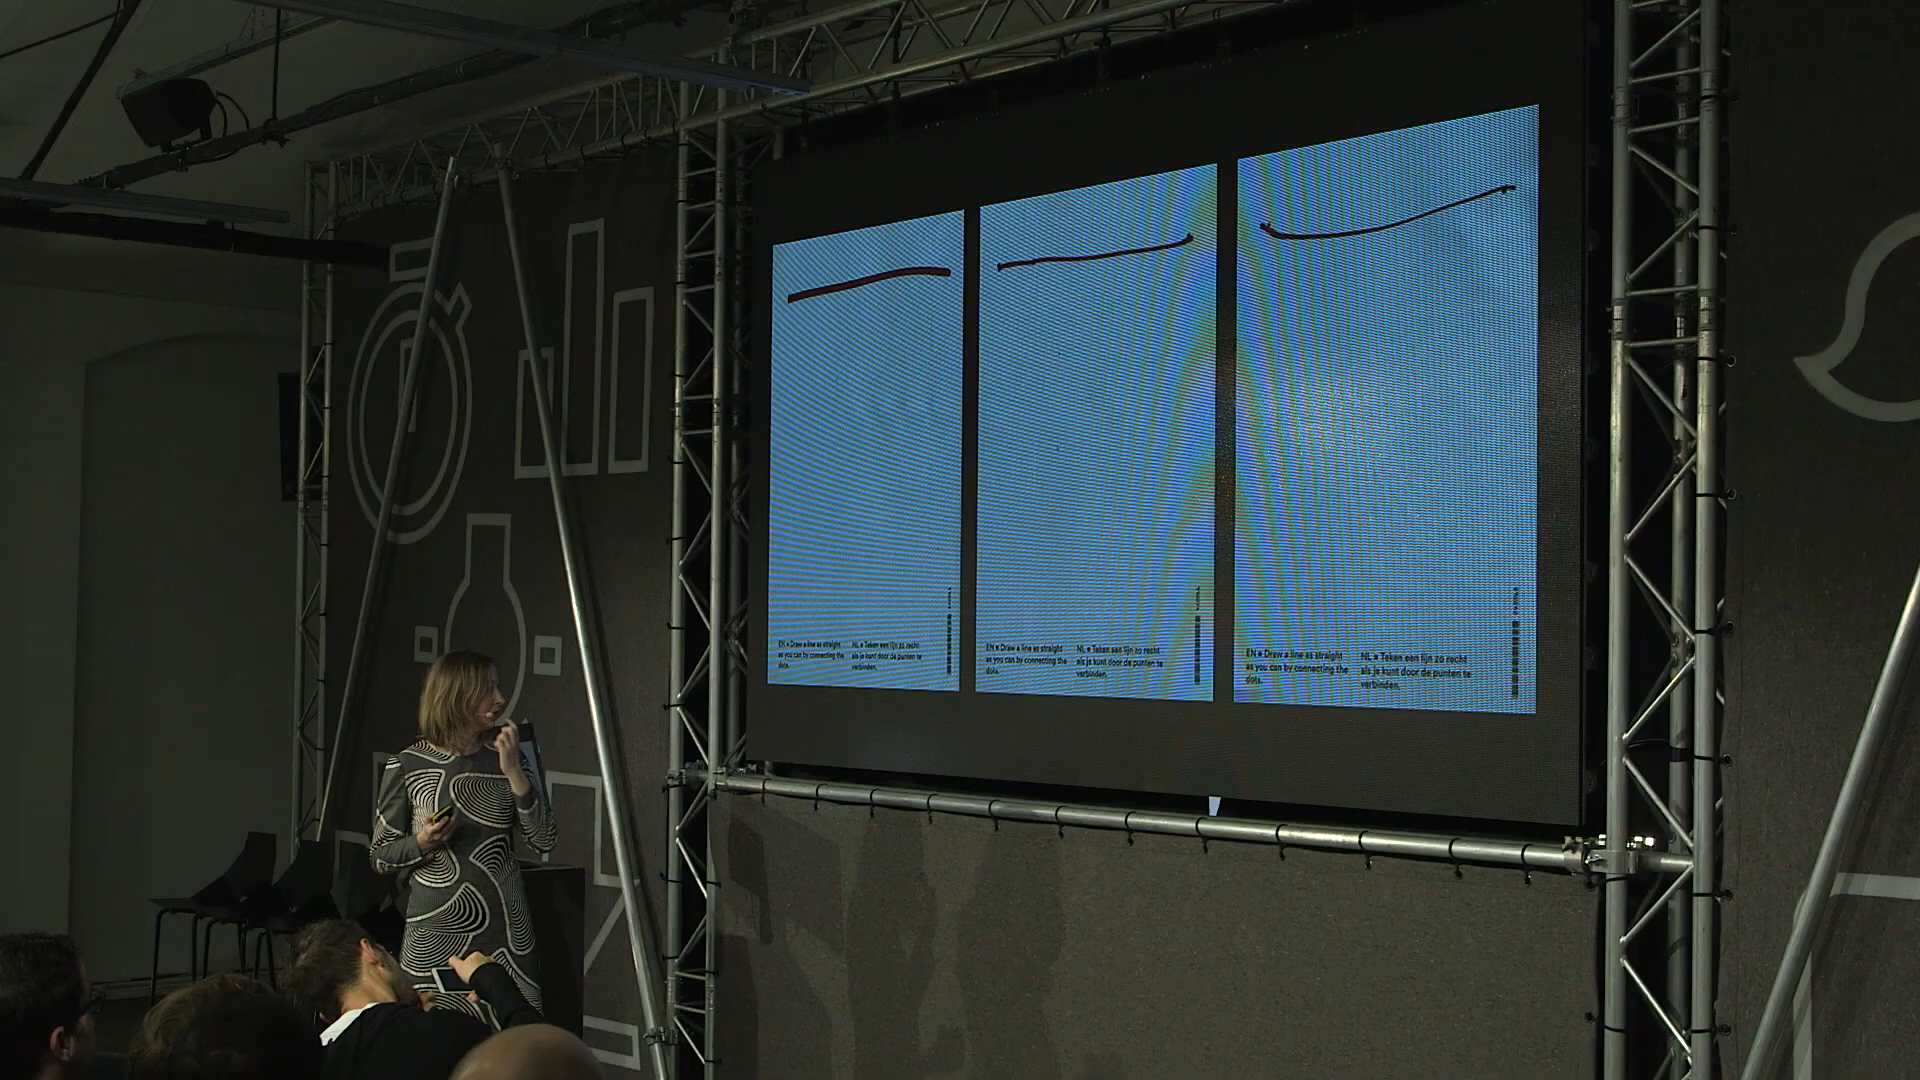 EN ■ Draw a line as straight
as you can by connecting the
dots.
NL ■ Teken een lijn zo recht
als je kunt door de punten te
verbinden.
EN ■ Draw a line as straight
as you can by connecting the
dots.
NL ■ Teken een lijn zo recht
als je kunt door de punten te
verbinden.
EN ■ Draw a line as straight
as you can by connecting the
dots.
NL ■ Teken een lijn zo recht
als je kunt door de punten te
verbinden.